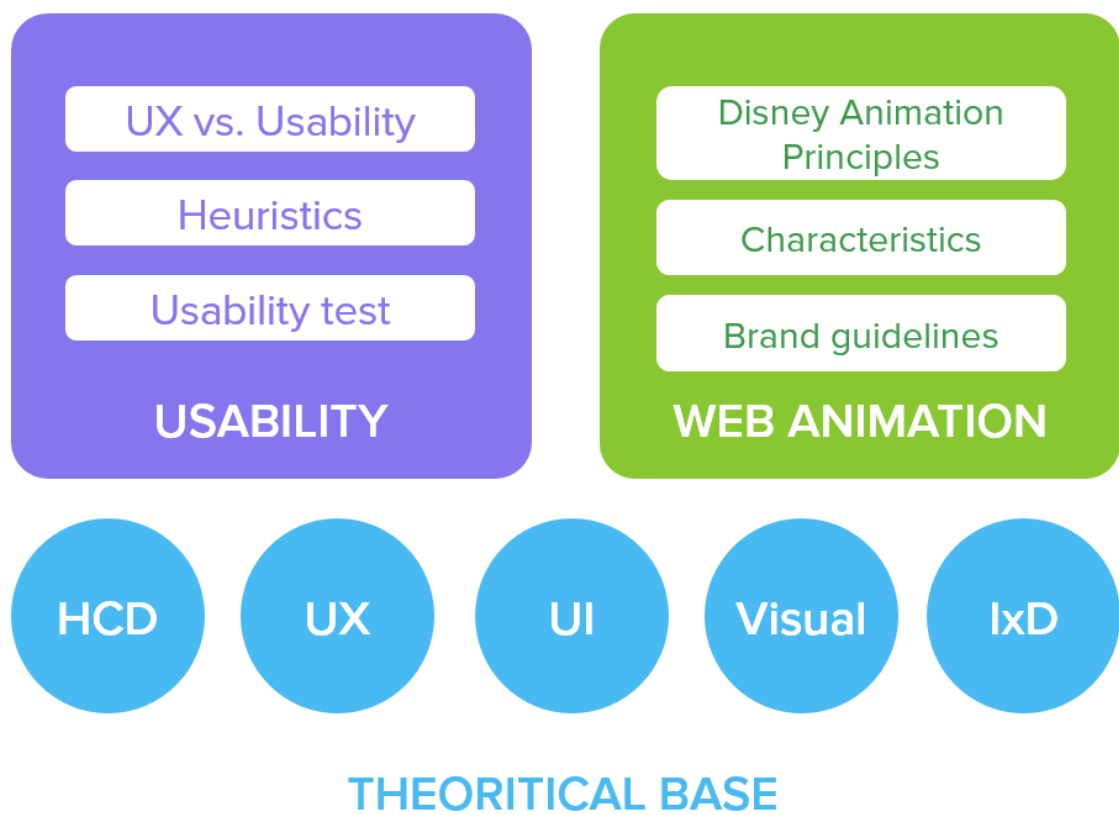 UX vs. Usability
Heuristics
Usability test
USABILITY
Disney Animation
Principles
Characteristics
Brand guidelines
WEB ANIMATION
HCD
UX
UI
Visual
IxD
THEORITICAL BASE